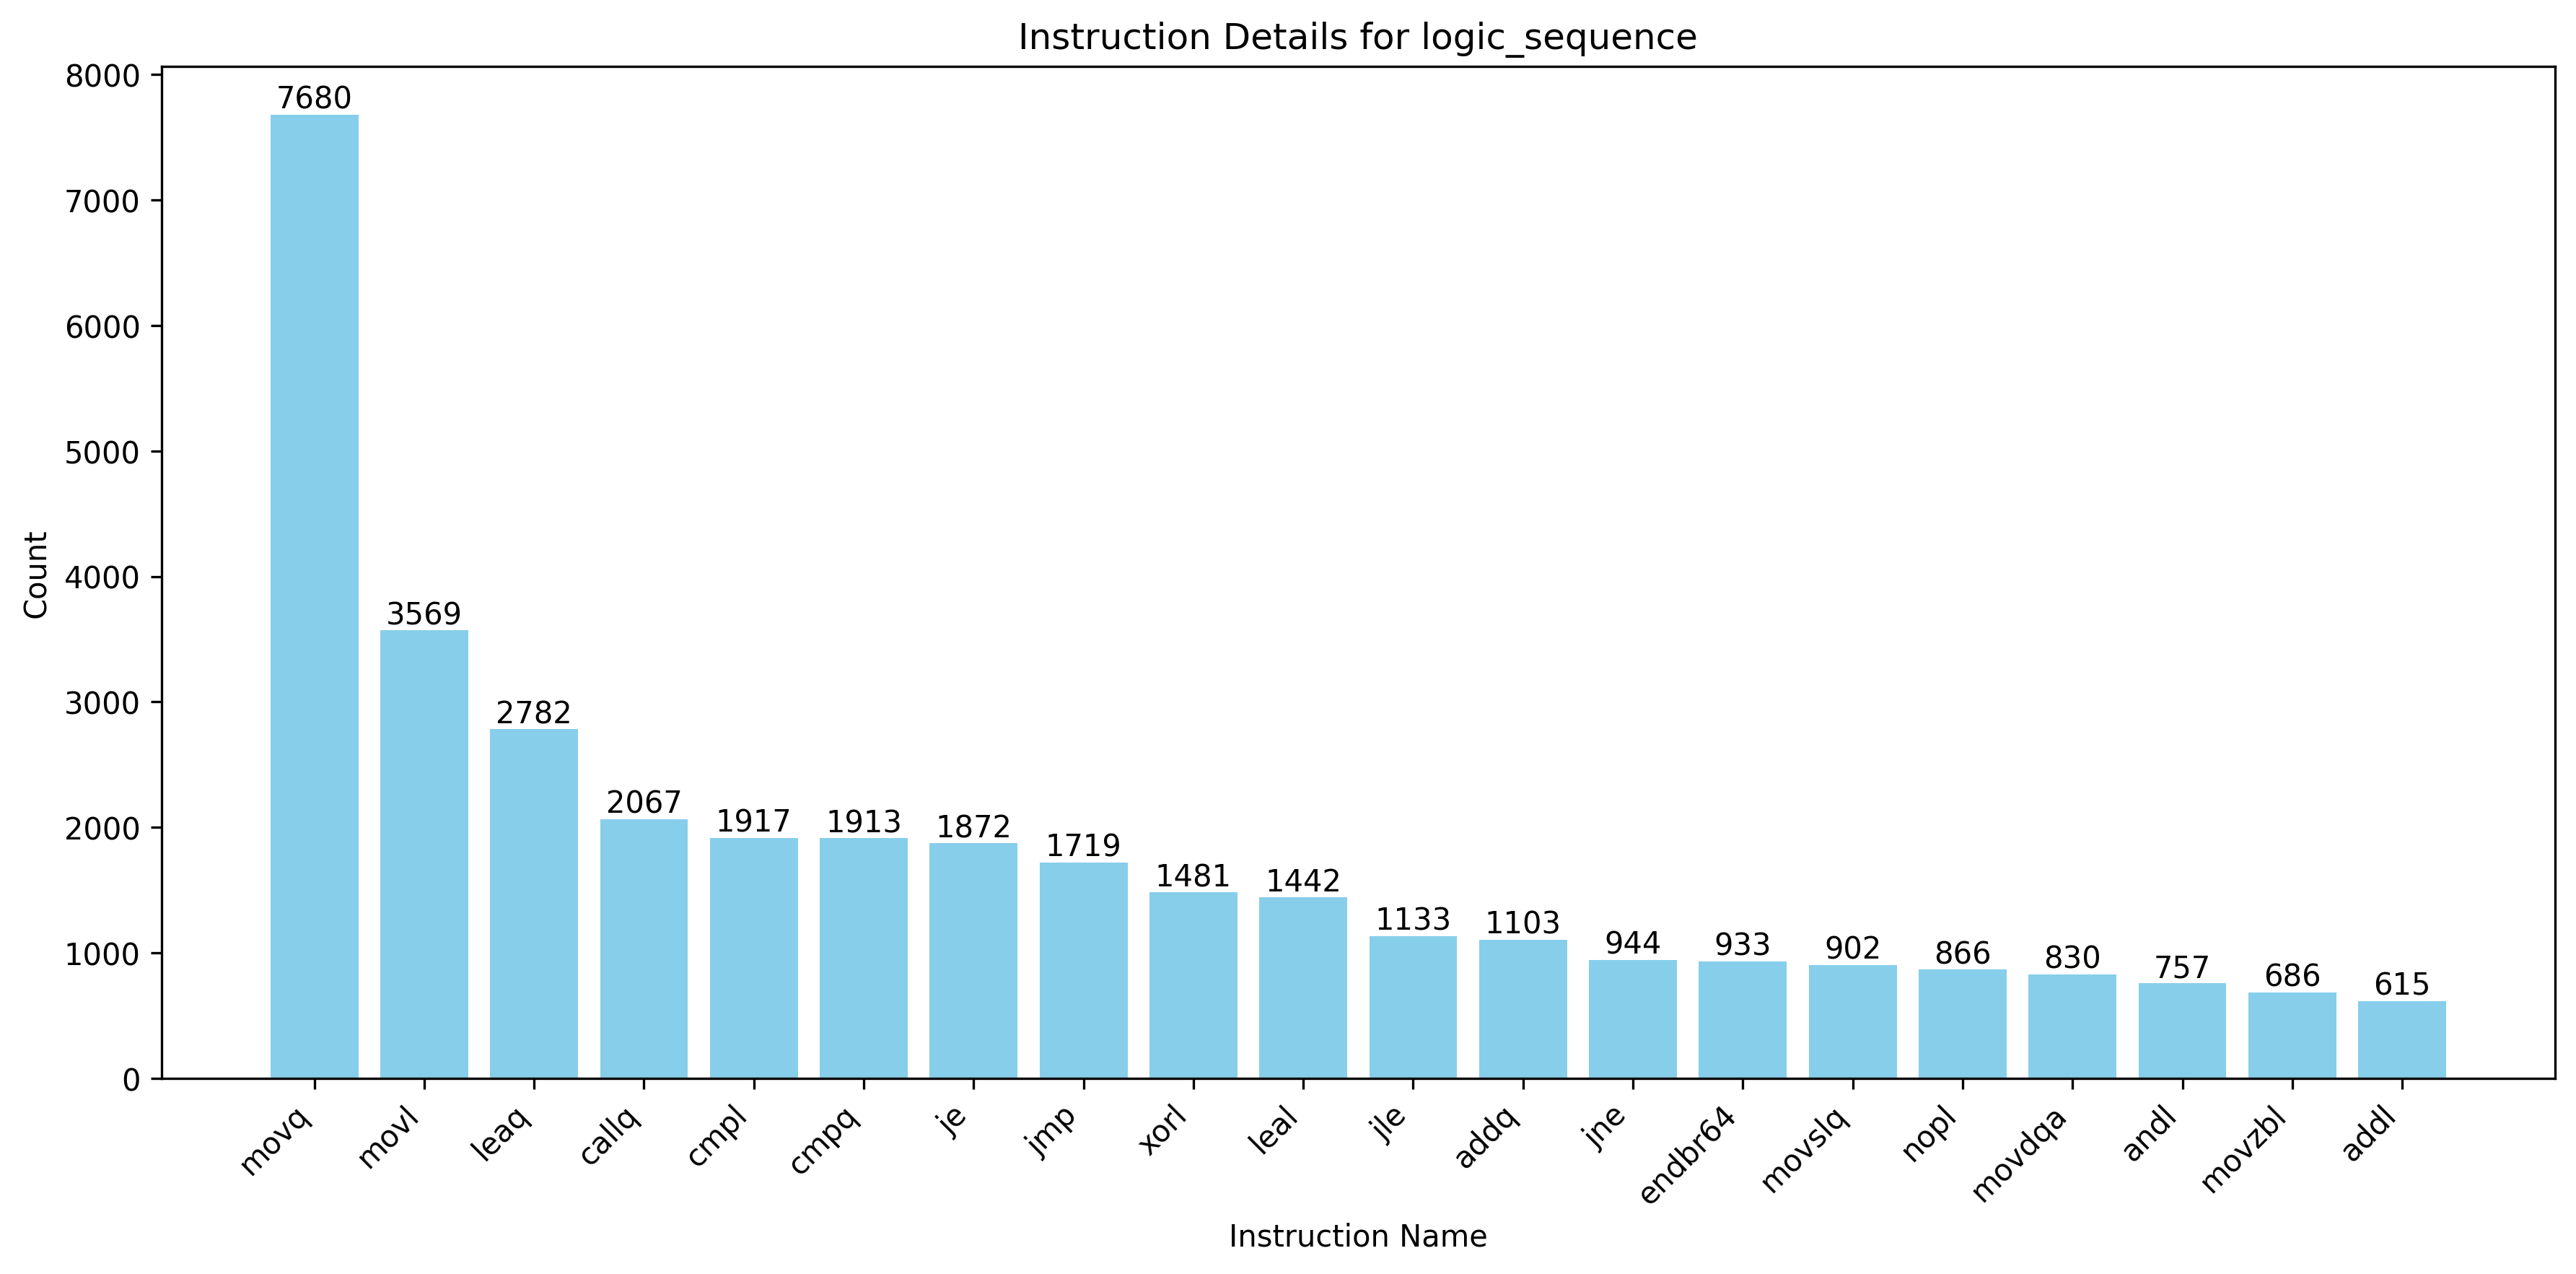 Instruction Details for logic_sequence
8000
7000
6000
5000
4000
3000
2000
1000
0
Count
7680
3569
2782
2067
1917
1913
1872
1719
1481
1442
1133
1103
944
933
902
866
830
757
686
615
movq
movl
leaq
callq
cmpl
cmpq
je
jmp
xorl
leal
jle
addq
jne
endbr64
movslq
nopl
movdqa
andl
movzbl
addl
Instruction Name